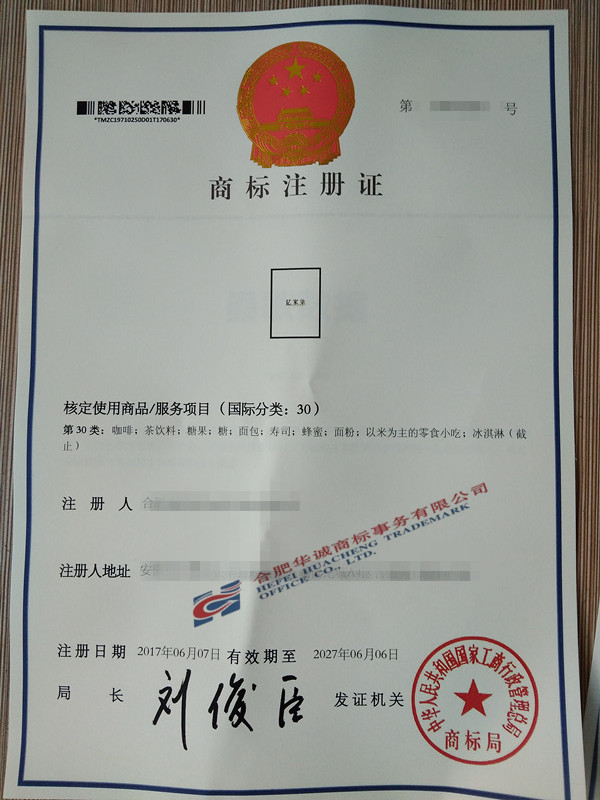 *TMZC19710250D01T170630*
第 号
商标注册证
亿家亲
核定使用商品/服务项目(国际分类:30)
第30类:咖啡;茶饮料;糖果;糖;面包;寿司;蜂蜜;面粉;以米为主的零食小吃;冰淇淋(截
止)
注册人 合
注册人地址 安
合肥华诚商标事务有限公司
HEFEI HUACHENG TRADEMARK
OFFICE CO., LTD.
注册日期 2017年06月07日 有效期至 2027年06月06日
局长 刘俊臣 发证机关
中华人民共和国国家工商行政管理总局
商标局